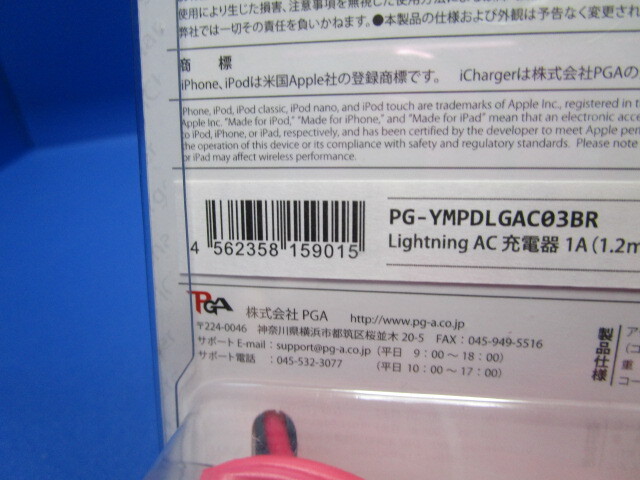 使用により生じた損害、注意事項を無視した使用方法による
弊社では一切その責任を負いかねます。●本製品の仕様および外観は予告なく変更され
商 標
iPhone、iPodは米国Apple社の登録商標です。 iChargerは株式会社PGAの
iPhone, iPod, iPod classic, iPod nano, and iPod touch are trademarks of Apple Inc., registered in t
Apple Inc. "Made for iPod," "Made for iPhone," and "Made for iPad" mean that an electronic acce
to iPod, iPhone, or iPad, respectively, and has been certified by the developer to meet Apple perf
the operation of this device or its compliance with safety and regulatory standards. Please note
or iPad may affect wireless performance.
4 562358 159015
PG-YMPDLGAC03BR
Lightning AC 充電器 1A (1.2m
PGA 株式会社 PGA http://www.pg-a.co.jp
〒224-0046 神奈川県横浜市都筑区桜並木 20-5 FAX：045-949-5516
サポート E-mail：support@pg-a.co.jp（平日 9：00 〜 18：00）
サポート電話 ：045-532-3077 （平日 10：00 〜 17：00）
製品仕様
ア
（コ
重
コー